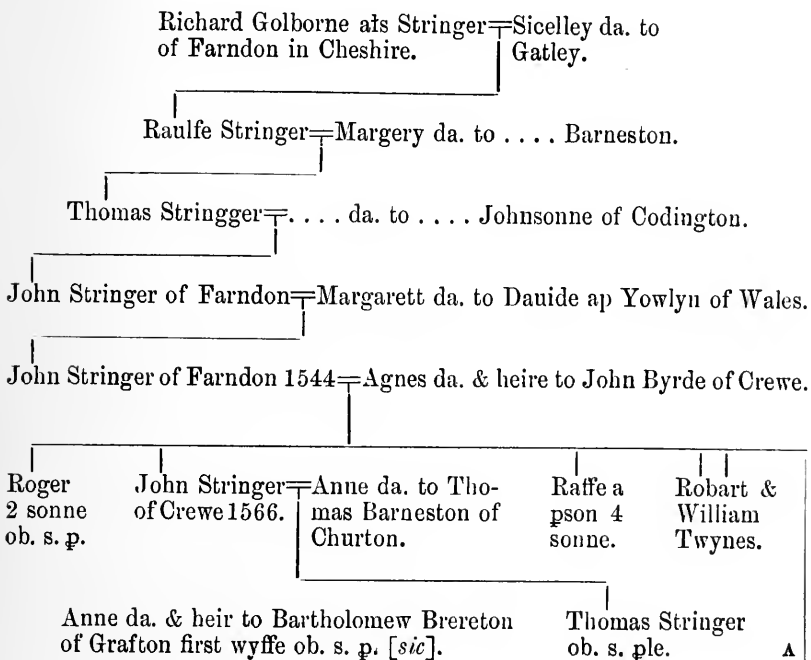 Richard Golborne ałs Stringer Sicelley da. to
of Farndon in Cheshire. Gatley.
Raulfe Stringer Margery da. to . . . . Barneston.
Thomas Stringger . . . . da. to . . . . Johnsonne of Codington.
John Stringer of Farndon Margarett da. to Dauide ap Yowlyn of Wales.
John Stringer of Farndon 1544 Agnes da. & heire to John Byrde of Crewe.
Roger
2 sonne
ob. s. p.
John Stringer
of Crewe 1566.
Anne da. to Tho-
mas Barneston of
Churton.
Raffe a
pson 4
sonne.
Robart &
William
Twynes.
Anne da. & heir to Bartholomew Brereton
of Grafton first wyffe ob. s. p. [sic].
Thomas Stringer
ob. s. ple.
A